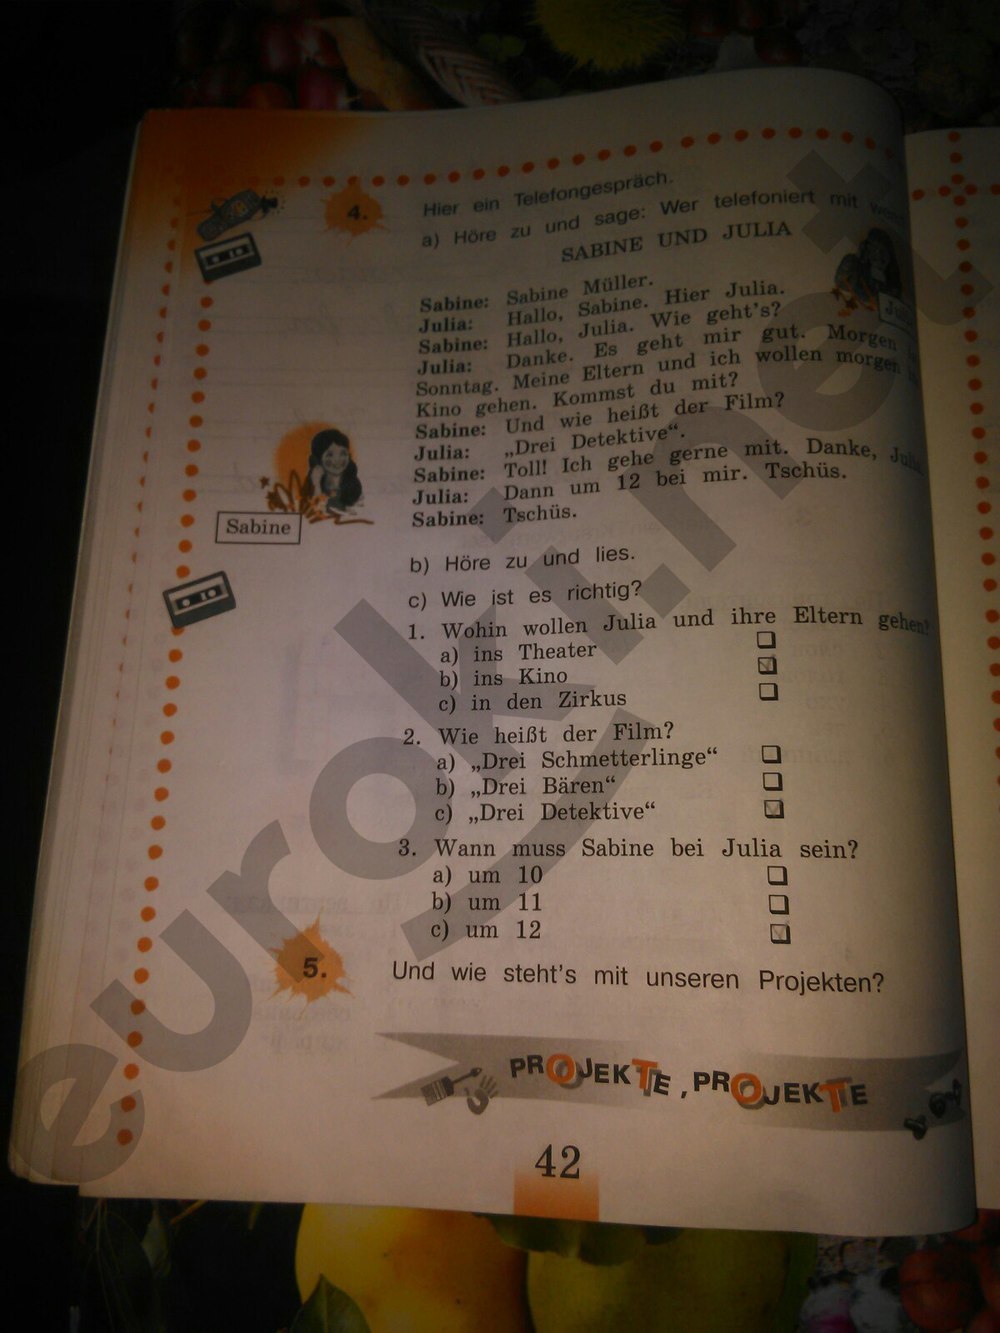 4.
Hier ein Telefongespräch.
a) Höre zu und sage: Wer telefoniert mit wem?
SABINE UND JULIA
Sabine: Sabine Müller.
Julia: Hallo, Sabine. Hier Julia.
Sabine: Hallo, Julia. Wie geht's?
Julia: Danke. Es geht mir gut. Morgen
Sonntag. Meine Eltern und ich wollen morgen
Kino gehen. Kommst du mit?
Sabine: Und wie heißt der Film?
Julia: „Drei Detektive“.
Sabine: Toll! Ich gehe gerne mit. Danke, Julia.
Julia: Dann um 12 bei mir. Tschüs.
Sabine: Tschüs.
Sabine
b) Höre zu und lies.
c) Wie ist es richtig?
1. Wohin wollen Julia und ihre Eltern gehen?
a) ins Theater
b) ins Kino
c) in den Zirkus
2. Wie heißt der Film?
a) „Drei Schmetterlinge“
b) „Drei Bären“
c) „Drei Detektive“
3. Wann muss Sabine bei Julia sein?
a) um 10
b) um 11
c) um 12
5.
Und wie steht's mit unseren Projekten?
PROJEKTE, PROJEKTE
42
euroki.net